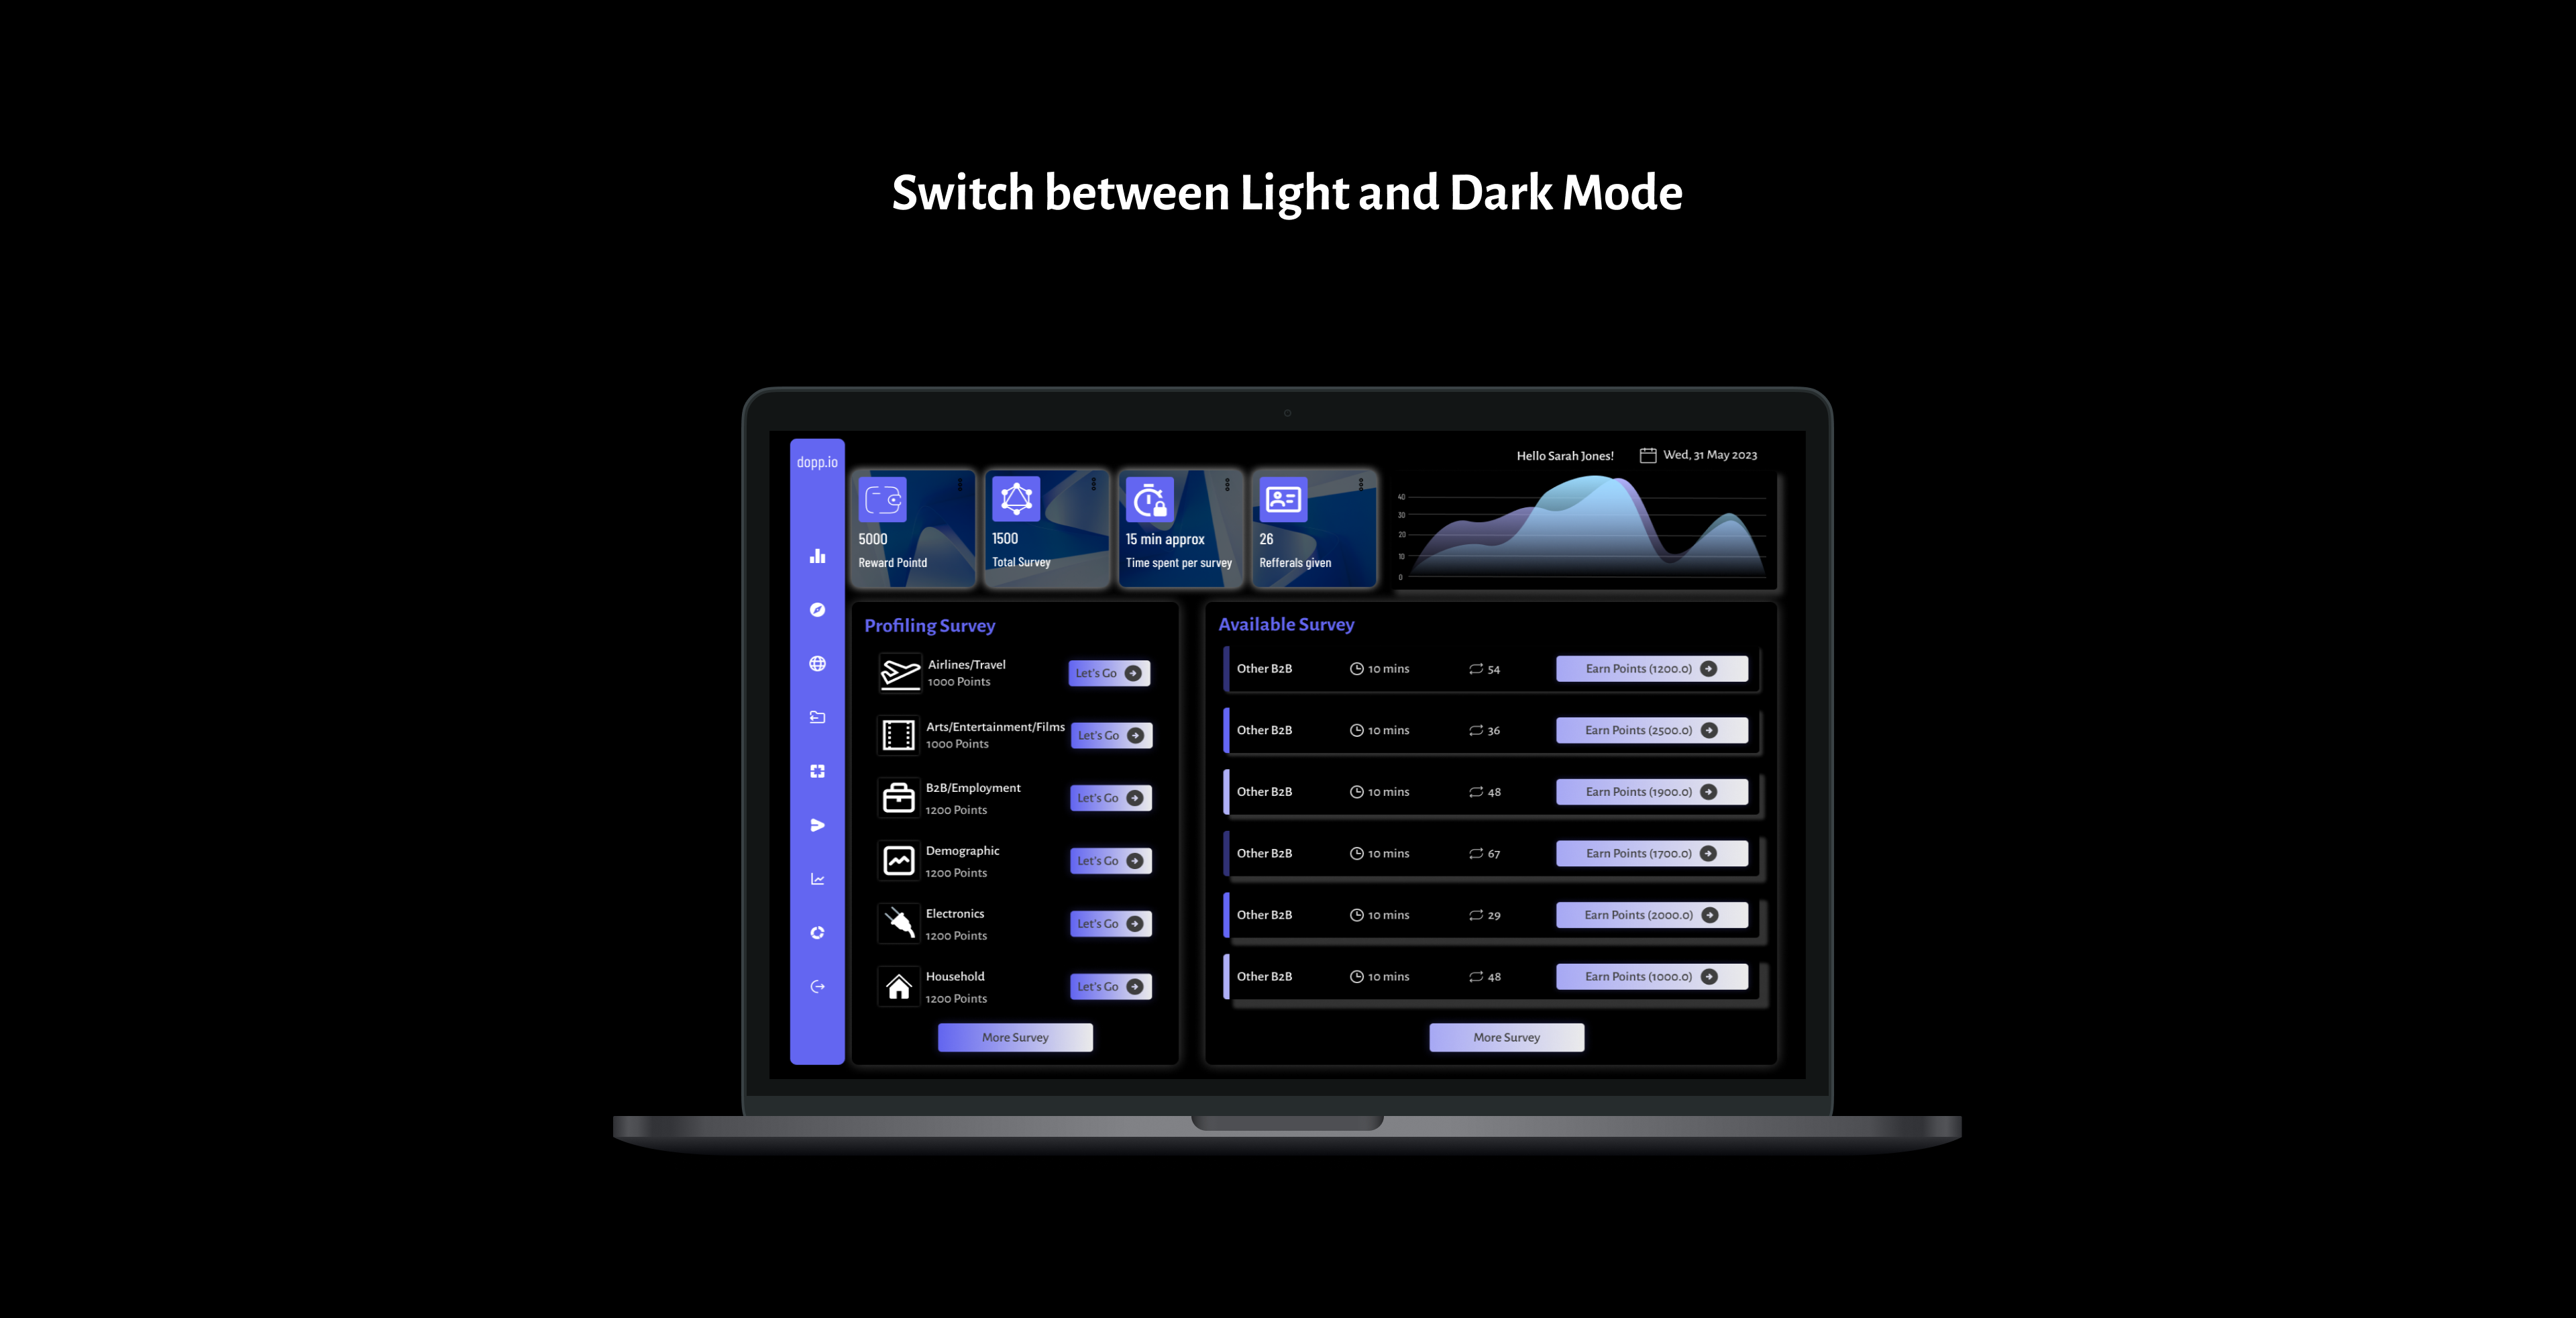 Switch between Light and Dark Mode
dopp.io
Hello Sarah Jones!
Wed, 31 May 2023
5000
Reward Pointd
1500
Total Survey
15 min approx
Time spent per survey
26
Refferals given
40
30
20
10
0
Profiling Survey
Airlines/Travel
1000 Points
Let's Go
Arts/Entertainment/Films
1000 Points
Let's Go
B2B/Employment
1200 Points
Let's Go
Demographic
1200 Points
Let's Go
Electronics
1200 Points
Let's Go
Household
1200 Points
Let's Go
More Survey
Available Survey
Other B2B 10 mins 54 Earn Points (1200.0)
Other B2B 10 mins 36 Earn Points (2500.0)
Other B2B 10 mins 48 Earn Points (1900.0)
Other B2B 10 mins 67 Earn Points (1700.0)
Other B2B 10 mins 29 Earn Points (2000.0)
Other B2B 10 mins 48 Earn Points (1000.0)
More Survey